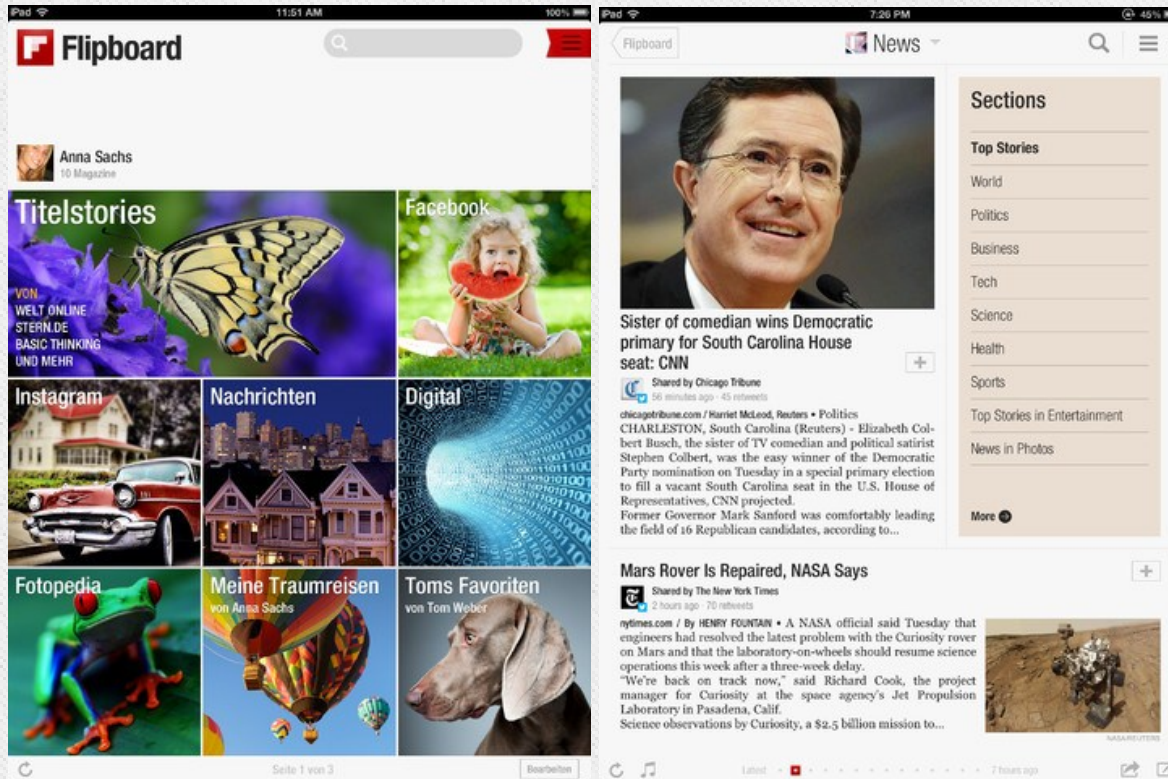 iPad
11:51 AM
100%
Flipboard
Anna Sachs
10 Magazine
Titelstories
VON
WELT ONLINE
STERN.DE
BASIC THINKING
UND MEHR
Facebook
Instagram
Nachrichten
Digital
Fotopedia
Meine Traumreisen
von Anna Sachs
Toms Favoriten
von Tom Weber
Seite 1 von 3
Bearbeiten
iPad
7:26 PM
45%
Flipboard
News
Sister of comedian wins Democratic
primary for South Carolina House
seat: CNN
Shared by Chicago Tribune
56 minutes ago · 45 retweets
chicagotribune.com / Harriet McLeod, Reuters • Politics
CHARLESTON, South Carolina (Reuters) - Elizabeth Col-
bert Busch, the sister of TV comedian and political satirist
Stephen Colbert, was the easy winner of the Democratic
Party nomination on Tuesday in a special primary election
to fill a vacant South Carolina seat in the U.S. House of
Representatives, CNN projected.
Former Governor Mark Sanford was comfortably leading
the field of 16 Republican candidates, according to...
Sections
Top Stories
World
Politics
Business
Tech
Science
Health
Sports
Top Stories in Entertainment
News in Photos
More
Mars Rover Is Repaired, NASA Says
Shared by The New York Times
2 hours ago · 70 retweets
nytimes.com / By HENRY FOUNTAIN • A NASA official said Tuesday that
engineers had resolved the latest problem with the Curiosity rover
on Mars and that the laboratory-on-wheels should resume science
operations this week after a three-week delay.
"We're back on track now," said Richard Cook, the project
manager for Curiosity at the space agency's Jet Propulsion
Laboratory in Pasadena, Calif.
Science observations by Curiosity, a $2.5 billion mission to...
NASA/REUTERS
Latest
2 hours ago